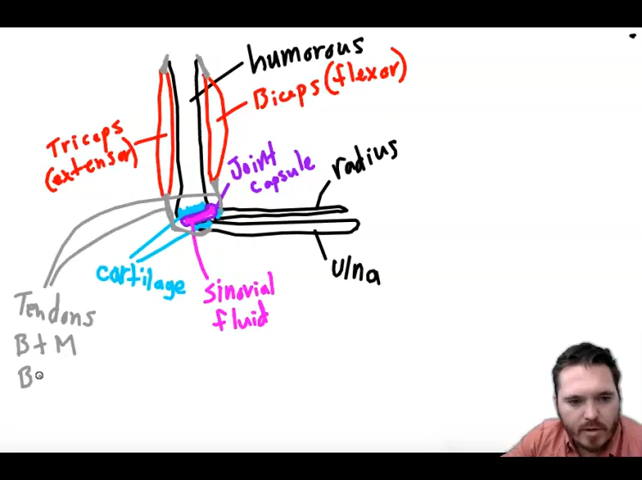 humorous
Biceps (flexor)
Triceps
(extensor)
Joint
capsule
radius
ulna
cartilage
sinovial
fluid
Tendons
B + M
B